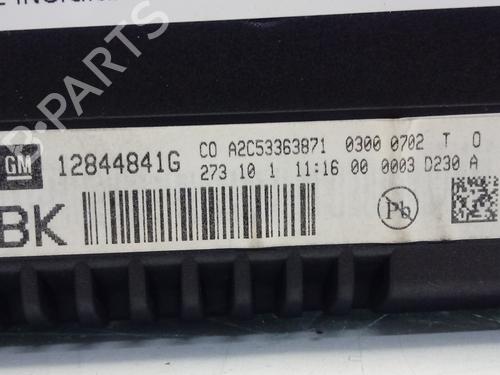 GM 12844841G CO A2C53363871 0300 0702 T 0
273 10 1 11:16 00 0003 D230 A
BK
Pb
B-PARTS